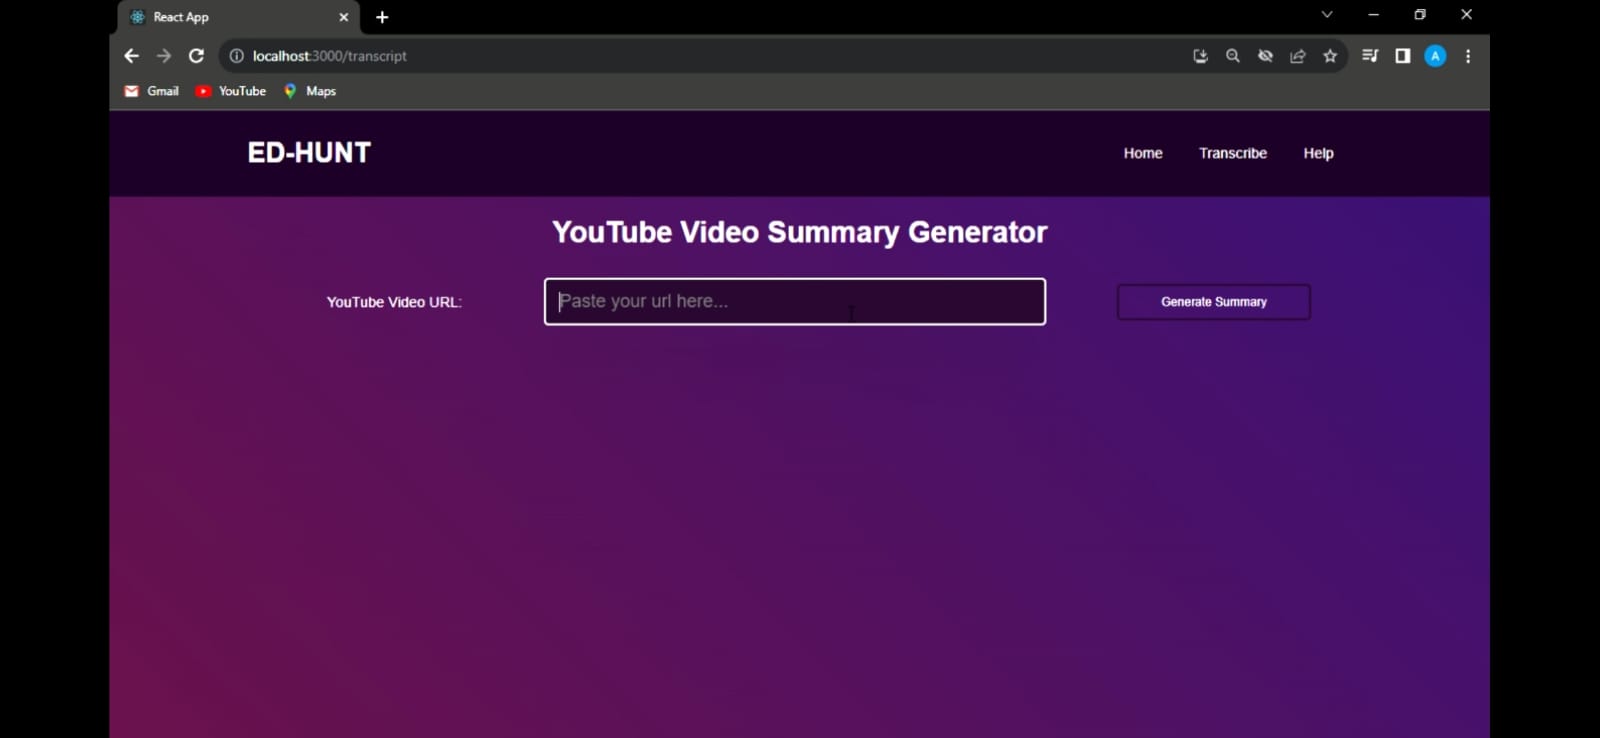 React App
localhost:3000/transcript
A
Gmail YouTube Maps
ED-HUNT Home Transcribe Help
YouTube Video Summary Generator
YouTube Video URL: Paste your url here... Generate Summary